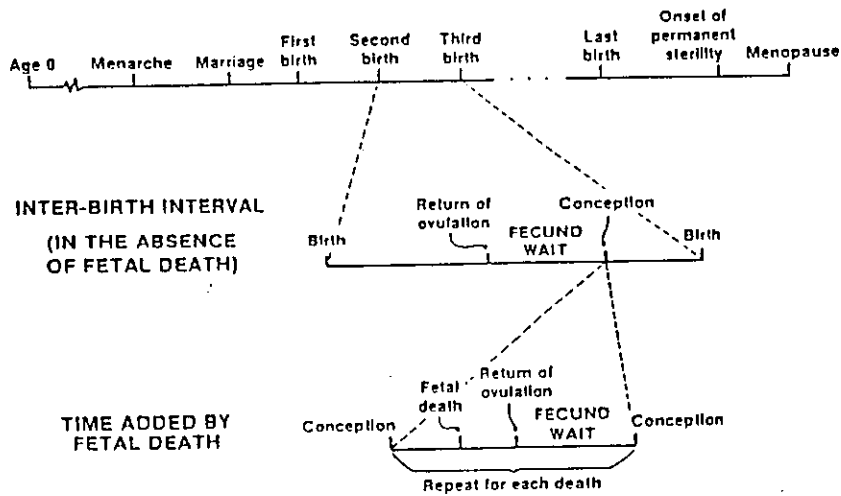 Age 0
Menarche
Marriage
First
birth
Second
birth
Third
birth
Last
birth
Onset of
permanent
sterility
Menopause
INTER-BIRTH INTERVAL
(IN THE ABSENCE
OF FETAL DEATH)
Birth
Return of
ovulation
FECUND
WAIT
Conception
Birth
TIME ADDED BY
FETAL DEATH
Conception
Fetal
death
Return of
ovulation
FECUND
WAIT
Conception
Repeat for each death